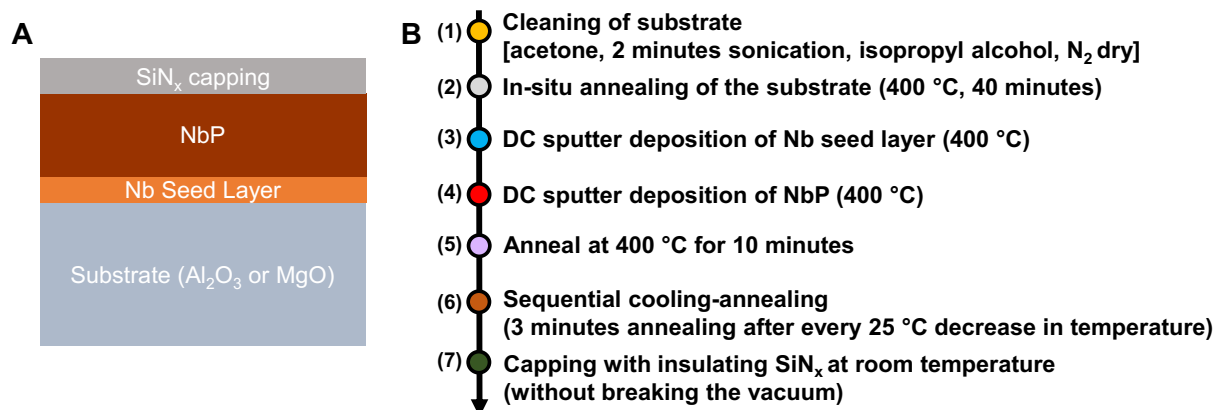 A
SiNₓ capping
NbP
Nb Seed Layer
Substrate (Al₂O₃ or MgO)
B
(1) Cleaning of substrate
[acetone, 2 minutes sonication, isopropyl alcohol, N₂ dry]
(2) In-situ annealing of the substrate (400 °C, 40 minutes)
(3) DC sputter deposition of Nb seed layer (400 °C)
(4) DC sputter deposition of NbP (400 °C)
(5) Anneal at 400 °C for 10 minutes
(6) Sequential cooling-annealing
(3 minutes annealing after every 25 °C decrease in temperature)
(7) Capping with insulating SiNₓ at room temperature
(without breaking the vacuum)